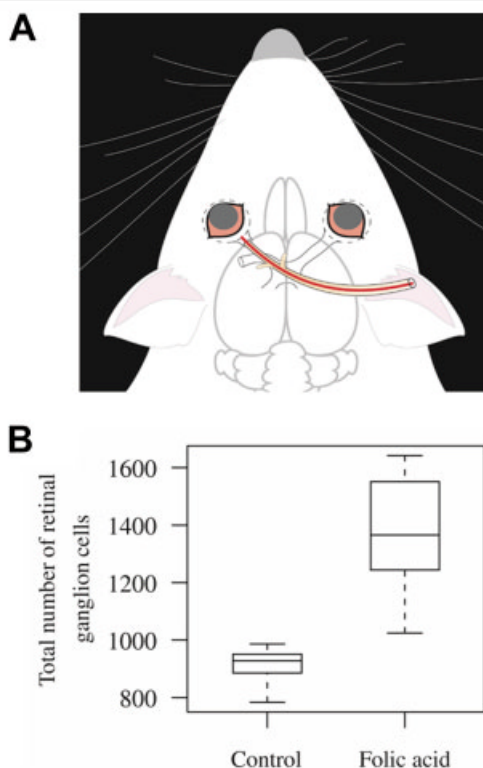 A
B
Total number of retinal
ganglion cells
1600
1400
1200
1000
800
Control Folic acid